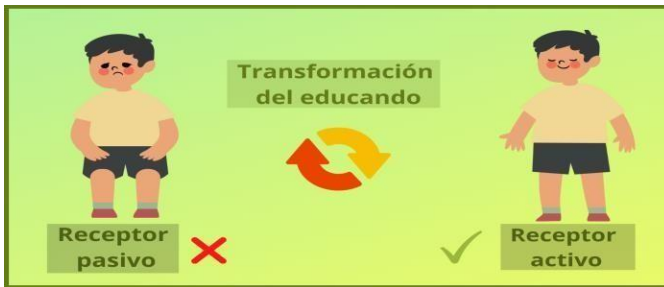 Transformación
del educando
Receptor
pasivo
Receptor
activo